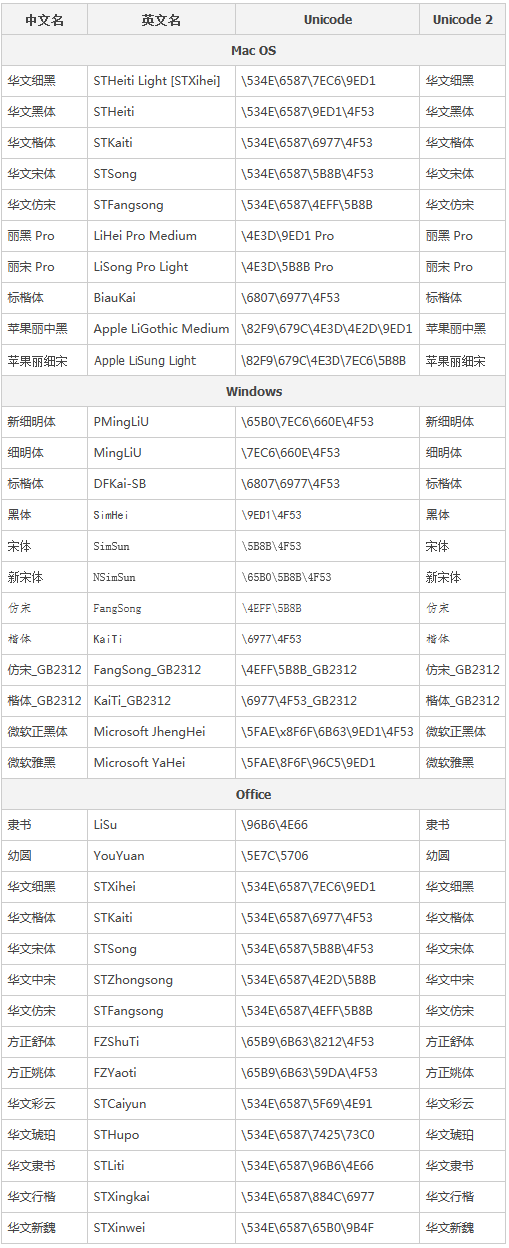 中文名 英文名 Unicode Unicode 2
Mac OS
华文细黑 STHeiti Light [STXihei] \534E\6587\7EC6\9ED1 华文细黑
华文黑体 STHeiti \534E\6587\9ED1\4F53 华文黑体
华文楷体 STKaiti \534E\6587\6977\4F53 华文楷体
华文宋体 STSong \534E\6587\5B8B\4F53 华文宋体
华文仿宋 STFangsong \534E\6587\4EFF\5B8B 华文仿宋
丽黑 Pro LiHei Pro Medium \4E3D\9ED1 Pro 丽黑 Pro
丽宋 Pro LiSong Pro Light \4E3D\5B8B Pro 丽宋 Pro
标楷体 BiauKai \6807\6977\4F53 标楷体
苹果丽中黑 Apple LiGothic Medium \82F9\679C\4E3D\4E2D\9ED1 苹果丽中黑
苹果丽细宋 Apple LiSung Light \82F9\679C\4E3D\7EC6\5B8B 苹果丽细宋
Windows
新细明体 PMingLiU \65B0\7EC6\660E\4F53 新细明体
细明体 MingLiU \7EC6\660E\4F53 细明体
标楷体 DFKai-SB \6807\6977\4F53 标楷体
黑体 SimHei \9ED1\4F53 黑体
宋体 SimSun \5B8B\4F53 宋体
新宋体 NSimSun \65B0\5B8B\4F53 新宋体
仿宋 FangSong \4EFF\5B8B 仿宋
楷体 KaiTi \6977\4F53 楷体
仿宋_GB2312 FangSong_GB2312 \4EFF\5B8B_GB2312 仿宋_GB2312
楷体_GB2312 KaiTi_GB2312 \6977\4F53_GB2312 楷体_GB2312
微软正黑体 Microsoft JhengHei \5FAE\x8F6F\6B63\9ED1\4F53 微软正黑体
微软雅黑 Microsoft YaHei \5FAE\8F6F\96C5\9ED1 微软雅黑
Office
隶书 LiSu \96B6\4E66 隶书
幼圆 YouYuan \5E7C\5706 幼圆
华文细黑 STXihei \534E\6587\7EC6\9ED1 华文细黑
华文楷体 STKaiti \534E\6587\6977\4F53 华文楷体
华文宋体 STSong \534E\6587\5B8B\4F53 华文宋体
华文中宋 STZhongsong \534E\6587\4E2D\5B8B 华文中宋
华文仿宋 STFangsong \534E\6587\4EFF\5B8B 华文仿宋
方正舒体 FZShuTi \65B9\6B63\8212\4F53 方正舒体
方正姚体 FZYaoti \65B9\6B63\59DA\4F53 方正姚体
华文彩云 STCaiyun \534E\6587\5F69\4E91 华文彩云
华文琥珀 STHupo \534E\6587\7425\73C0 华文琥珀
华文隶书 STLiti \534E\6587\96B6\4E66 华文隶书
华文行楷 STXingkai \534E\6587\884C\6977 华文行楷
华文新魏 STXinwei \534E\6587\65B0\9B4F 华文新魏